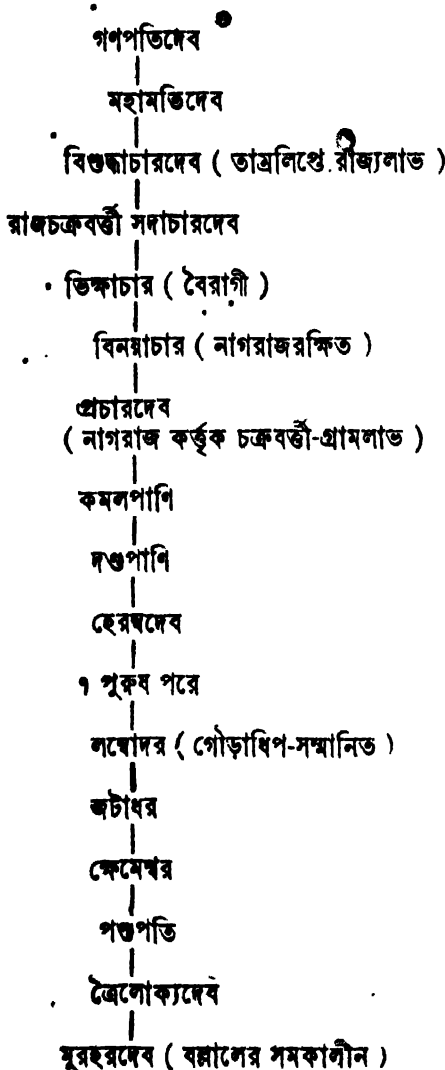 গণপতিদেব
মহামতিদেব
বিশুদ্ধাচারদেব ( তাম্রলিপ্তে রাজ্যলাভ )
রাজচক্রবর্ত্তী সদাচারদেব
ভিক্ষাচার ( বৈরাগী )
বিনয়াচার ( নাগরাজরক্ষিত )
প্রচারদেব
( নাগরাজ কর্ত্তৃক চক্রবর্ত্তী-গ্রামলাভ )
কমলপাণি
দণ্ডপাণি
হেরম্বদেব
৭ পুরুষ পরে
লম্বোদর ( গৌড়াধিপ-সম্মানিত )
জটাধর
ক্ষেমেশ্বর
পশুপতি
ত্রৈলোক্যদেব
মুরহরদেব ( বল্লালের সমকালীন )